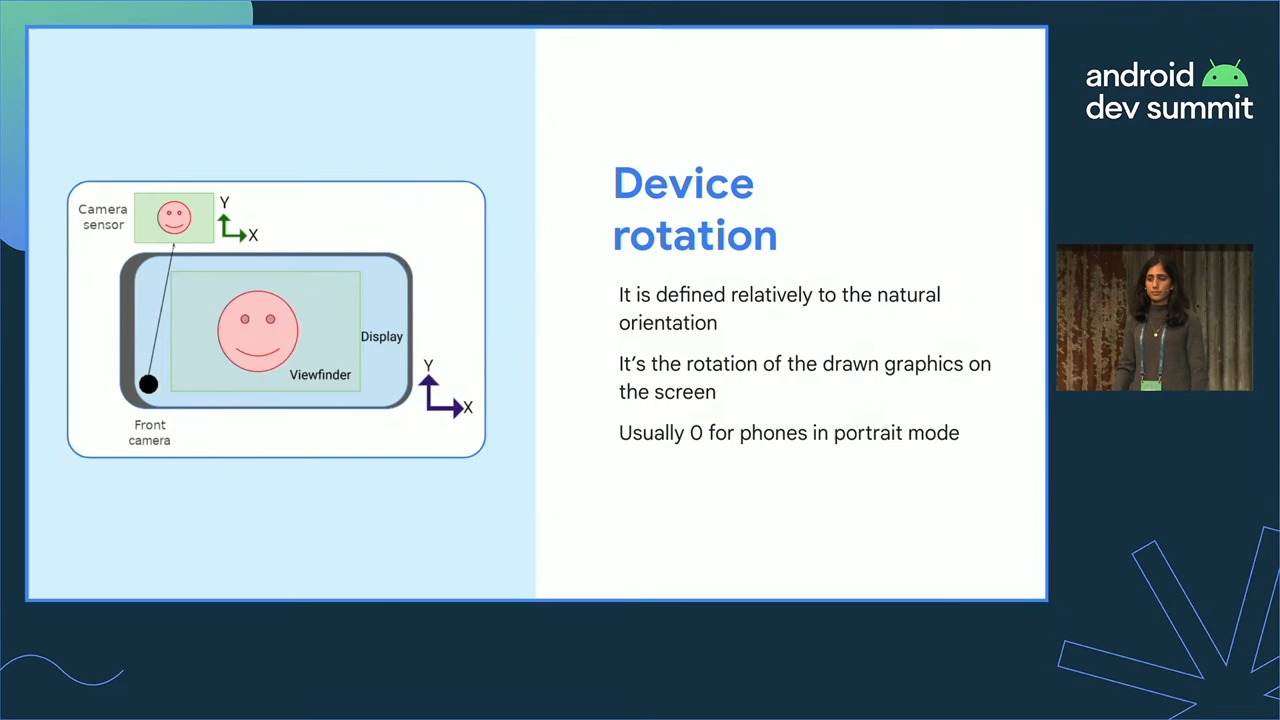 android
dev summit
Device
rotation
It is defined relatively to the natural
orientation
It's the rotation of the drawn graphics on
the screen
Usually 0 for phones in portrait mode
Camera
sensor
Y
X
Display
Viewfinder
Y
X
Front
camera